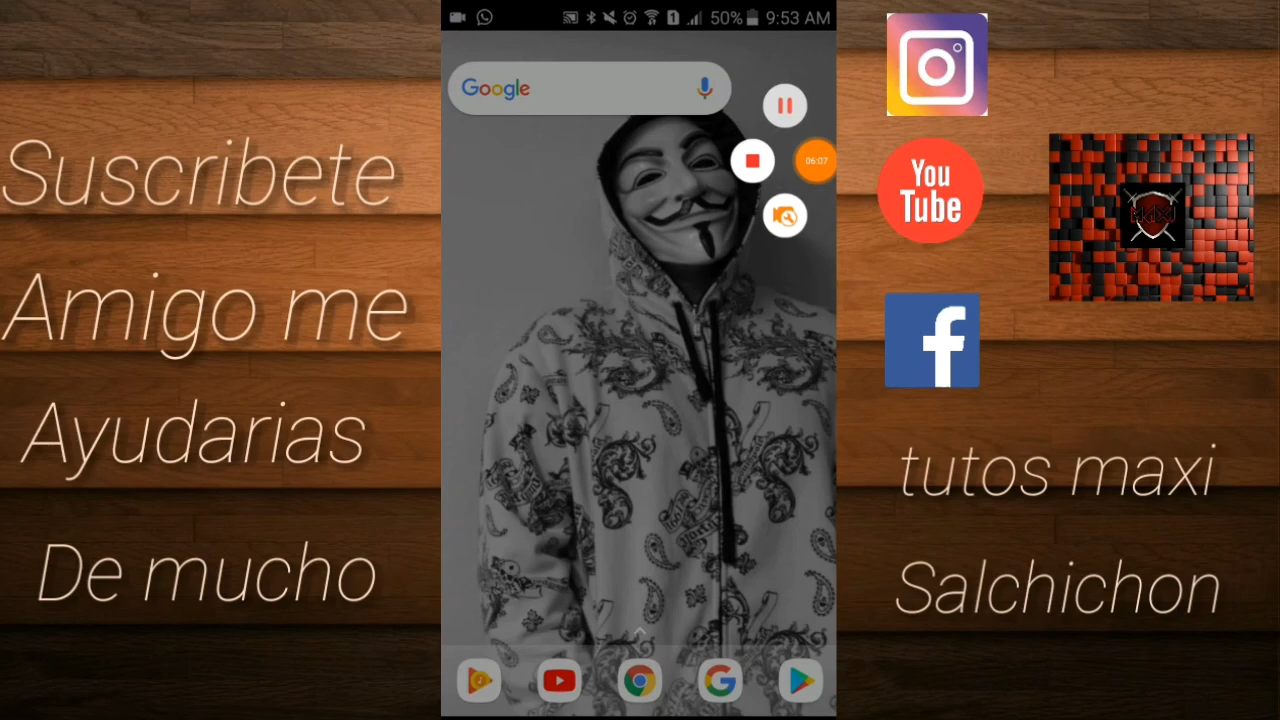 50% 9:53 AM
Google
06:07
Suscribete
Amigo me
Ayudarias
De mucho
You
Tube
tutos maxi
Salchichon